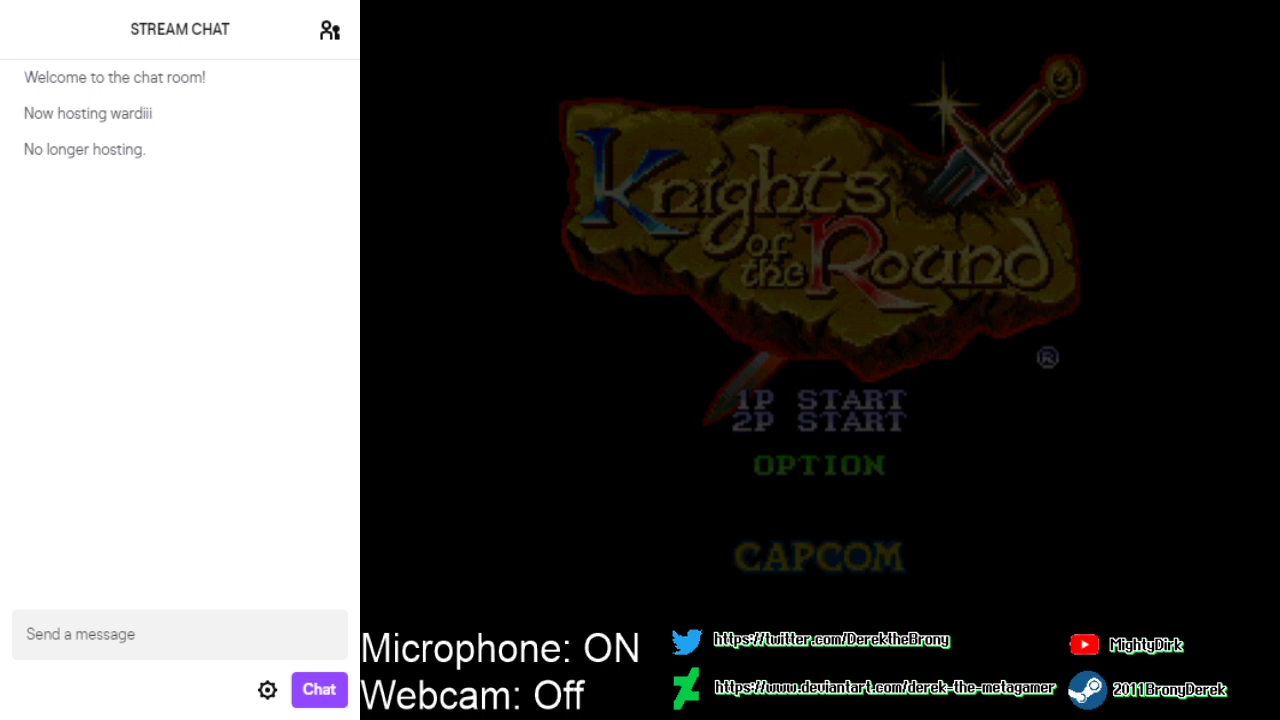 STREAM CHAT
Welcome to the chat room!
Now hosting wardiii
No longer hosting.
Send a message
Chat
Knights
of
the Round
®
1P START
2P START
OPTION
CAPCOM
Microphone: ON
Webcam: Off
https://twitter.com/DerektheBrony
https://www.deviantart.com/derek-the-metagamer
MightyDirk
2011BronyDerek